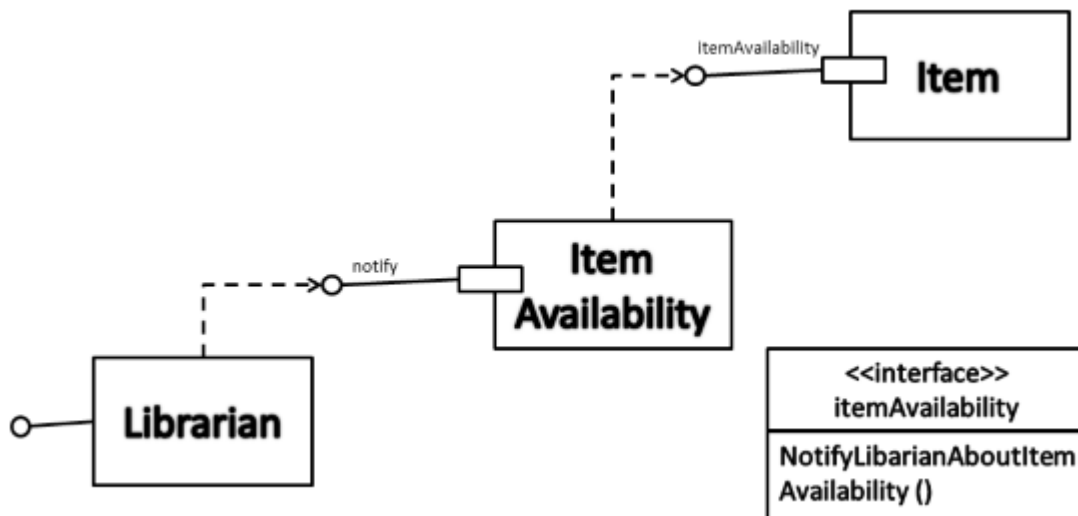 itemAvailability
Item
notify
Item
Availability
Librarian
<<interface>>
itemAvailability
NotifyLibarianAboutItem
Availability ()